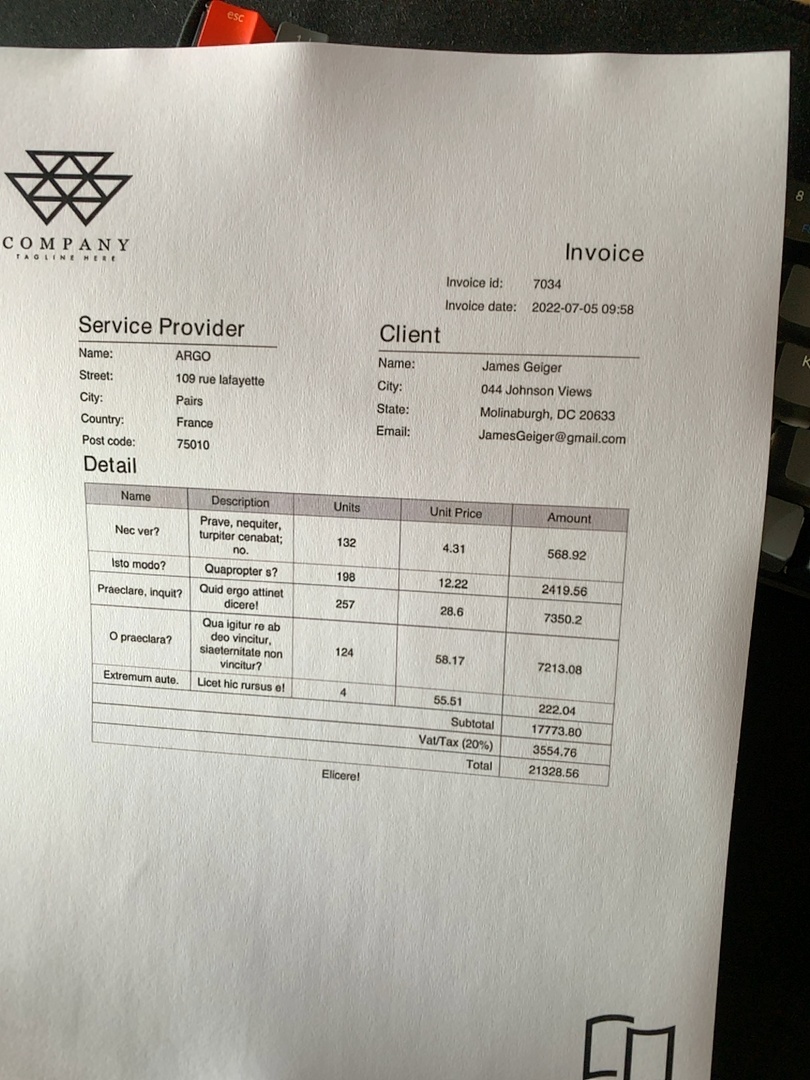 esc
COMPANY
TAGLINE HERE
Invoice
Invoice id: 7034
Invoice date: 2022-07-05 09:58
Service Provider
Name: ARGO
Street: 109 rue lafayette
City: Pairs
Country: France
Post code: 75010
Client
Name: James Geiger
City: 044 Johnson Views
State: Molinaburgh, DC 20633
Email: JamesGeiger@gmail.com
Detail
Name Description Units Unit Price Amount
Nec ver? Prave, nequiter, 132 4.31 568.92
turpiter cenabat;
no.
Isto modo? Quapropter s? 198 12.22 2419.56
Praeclare, inquit? Quid ergo attinet 257 28.6 7350.2
dicere!
O praeclara? Qua igitur re ab 124 58.17 7213.08
deo vincitur,
siaeternitate non
vincitur?
Extremum aute. Licet hic rursus e! 4 55.51 222.04
Subtotal 17773.80
Vat/Tax (20%) 3554.76
Total 21328.56
Elicere!
8
K